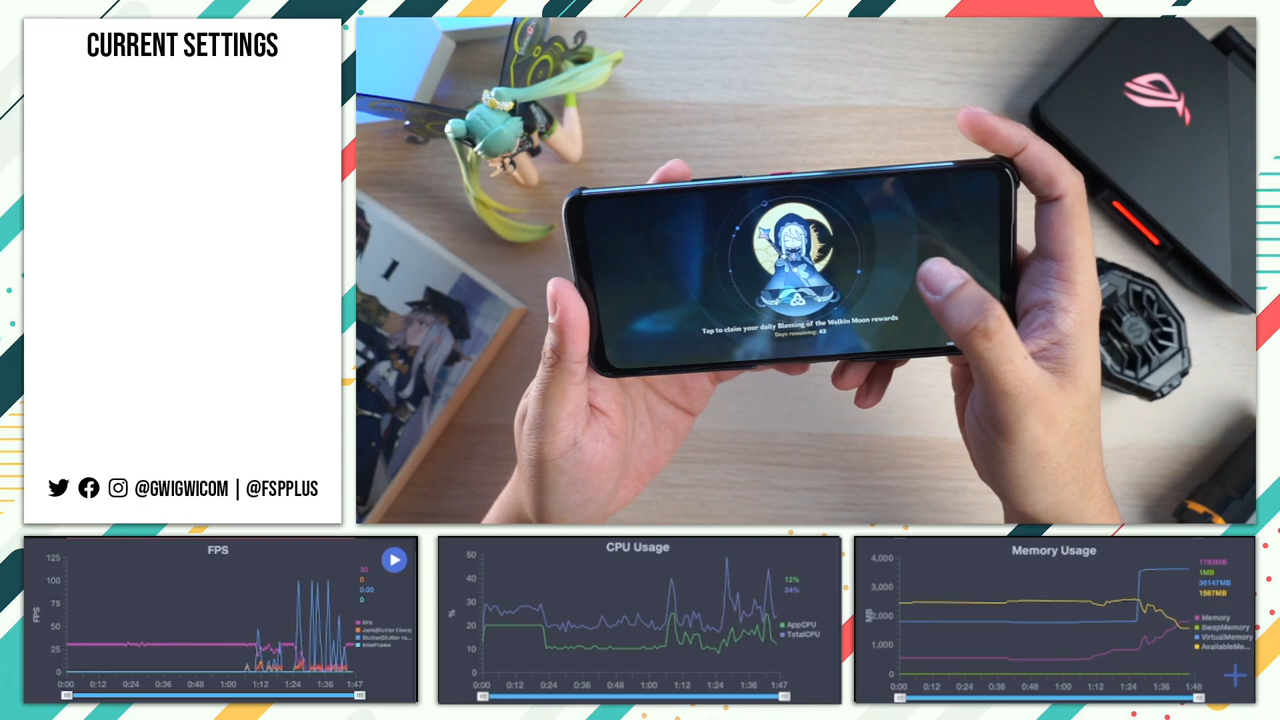 CURRENT SETTINGS
@GWIGWICOM | @FSPPLUS
I
Tap to claim your daily Blessing of the Welkin Moon rewards
Days remaining: 43
FPS
125
100
75
50
25
0
FPS
0:00 0:12 0:24 0:36 0:48 1:00 1:12 1:24 1:36 1:47
30
0
0.00
0
FPS
CPU Usage
50
40
30
20
10
0
%
0:00 0:12 0:24 0:36 0:48 1:00 1:12 1:24 1:36 1:47
12%
24%
AppCPU
TotalCPU
Memory Usage
4,000
3,000
2,000
1,000
0
MB
0:00 0:12 0:24 0:36 0:48 1:00 1:12 1:24 1:36 1:48
1783MB
1MB
36147MB
1567MB
Memory
SwapMemory
VirtualMemory
AvailableMe...